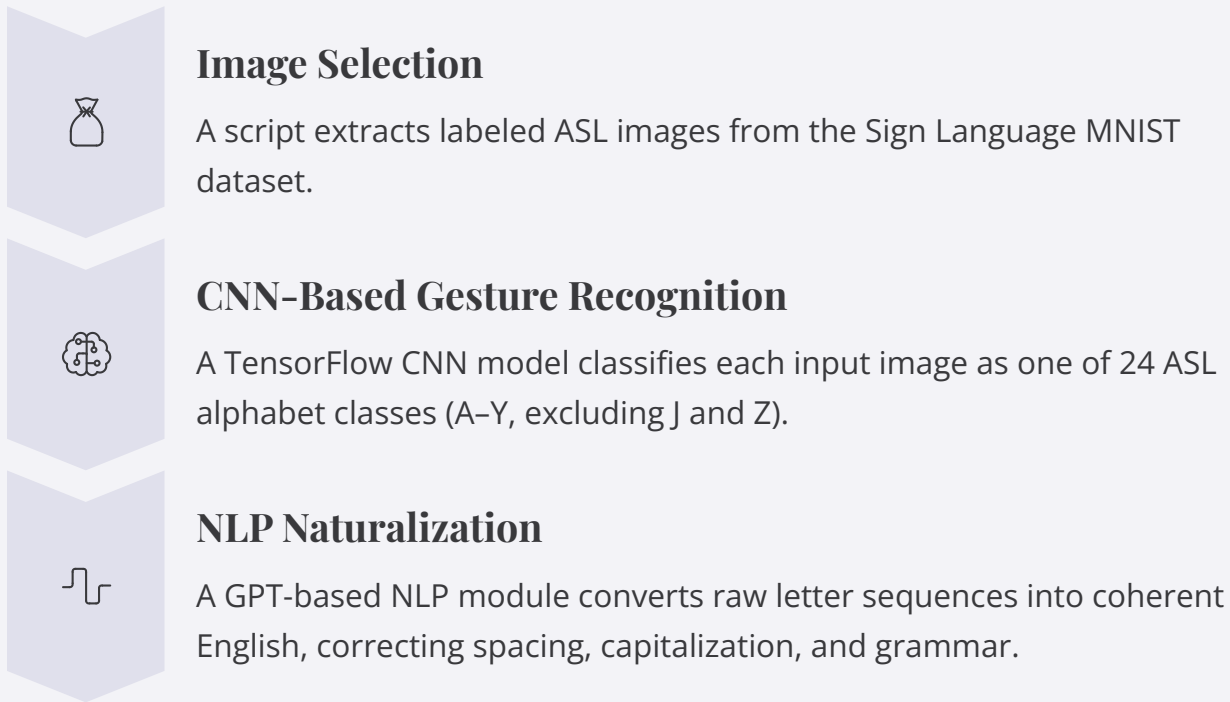 Image Selection
A script extracts labeled ASL images from the Sign Language MNIST
dataset.
CNN-Based Gesture Recognition
A TensorFlow CNN model classifies each input image as one of 24 ASL
alphabet classes (A–Y, excluding J and Z).
NLP Naturalization
A GPT-based NLP module converts raw letter sequences into coherent
English, correcting spacing, capitalization, and grammar.